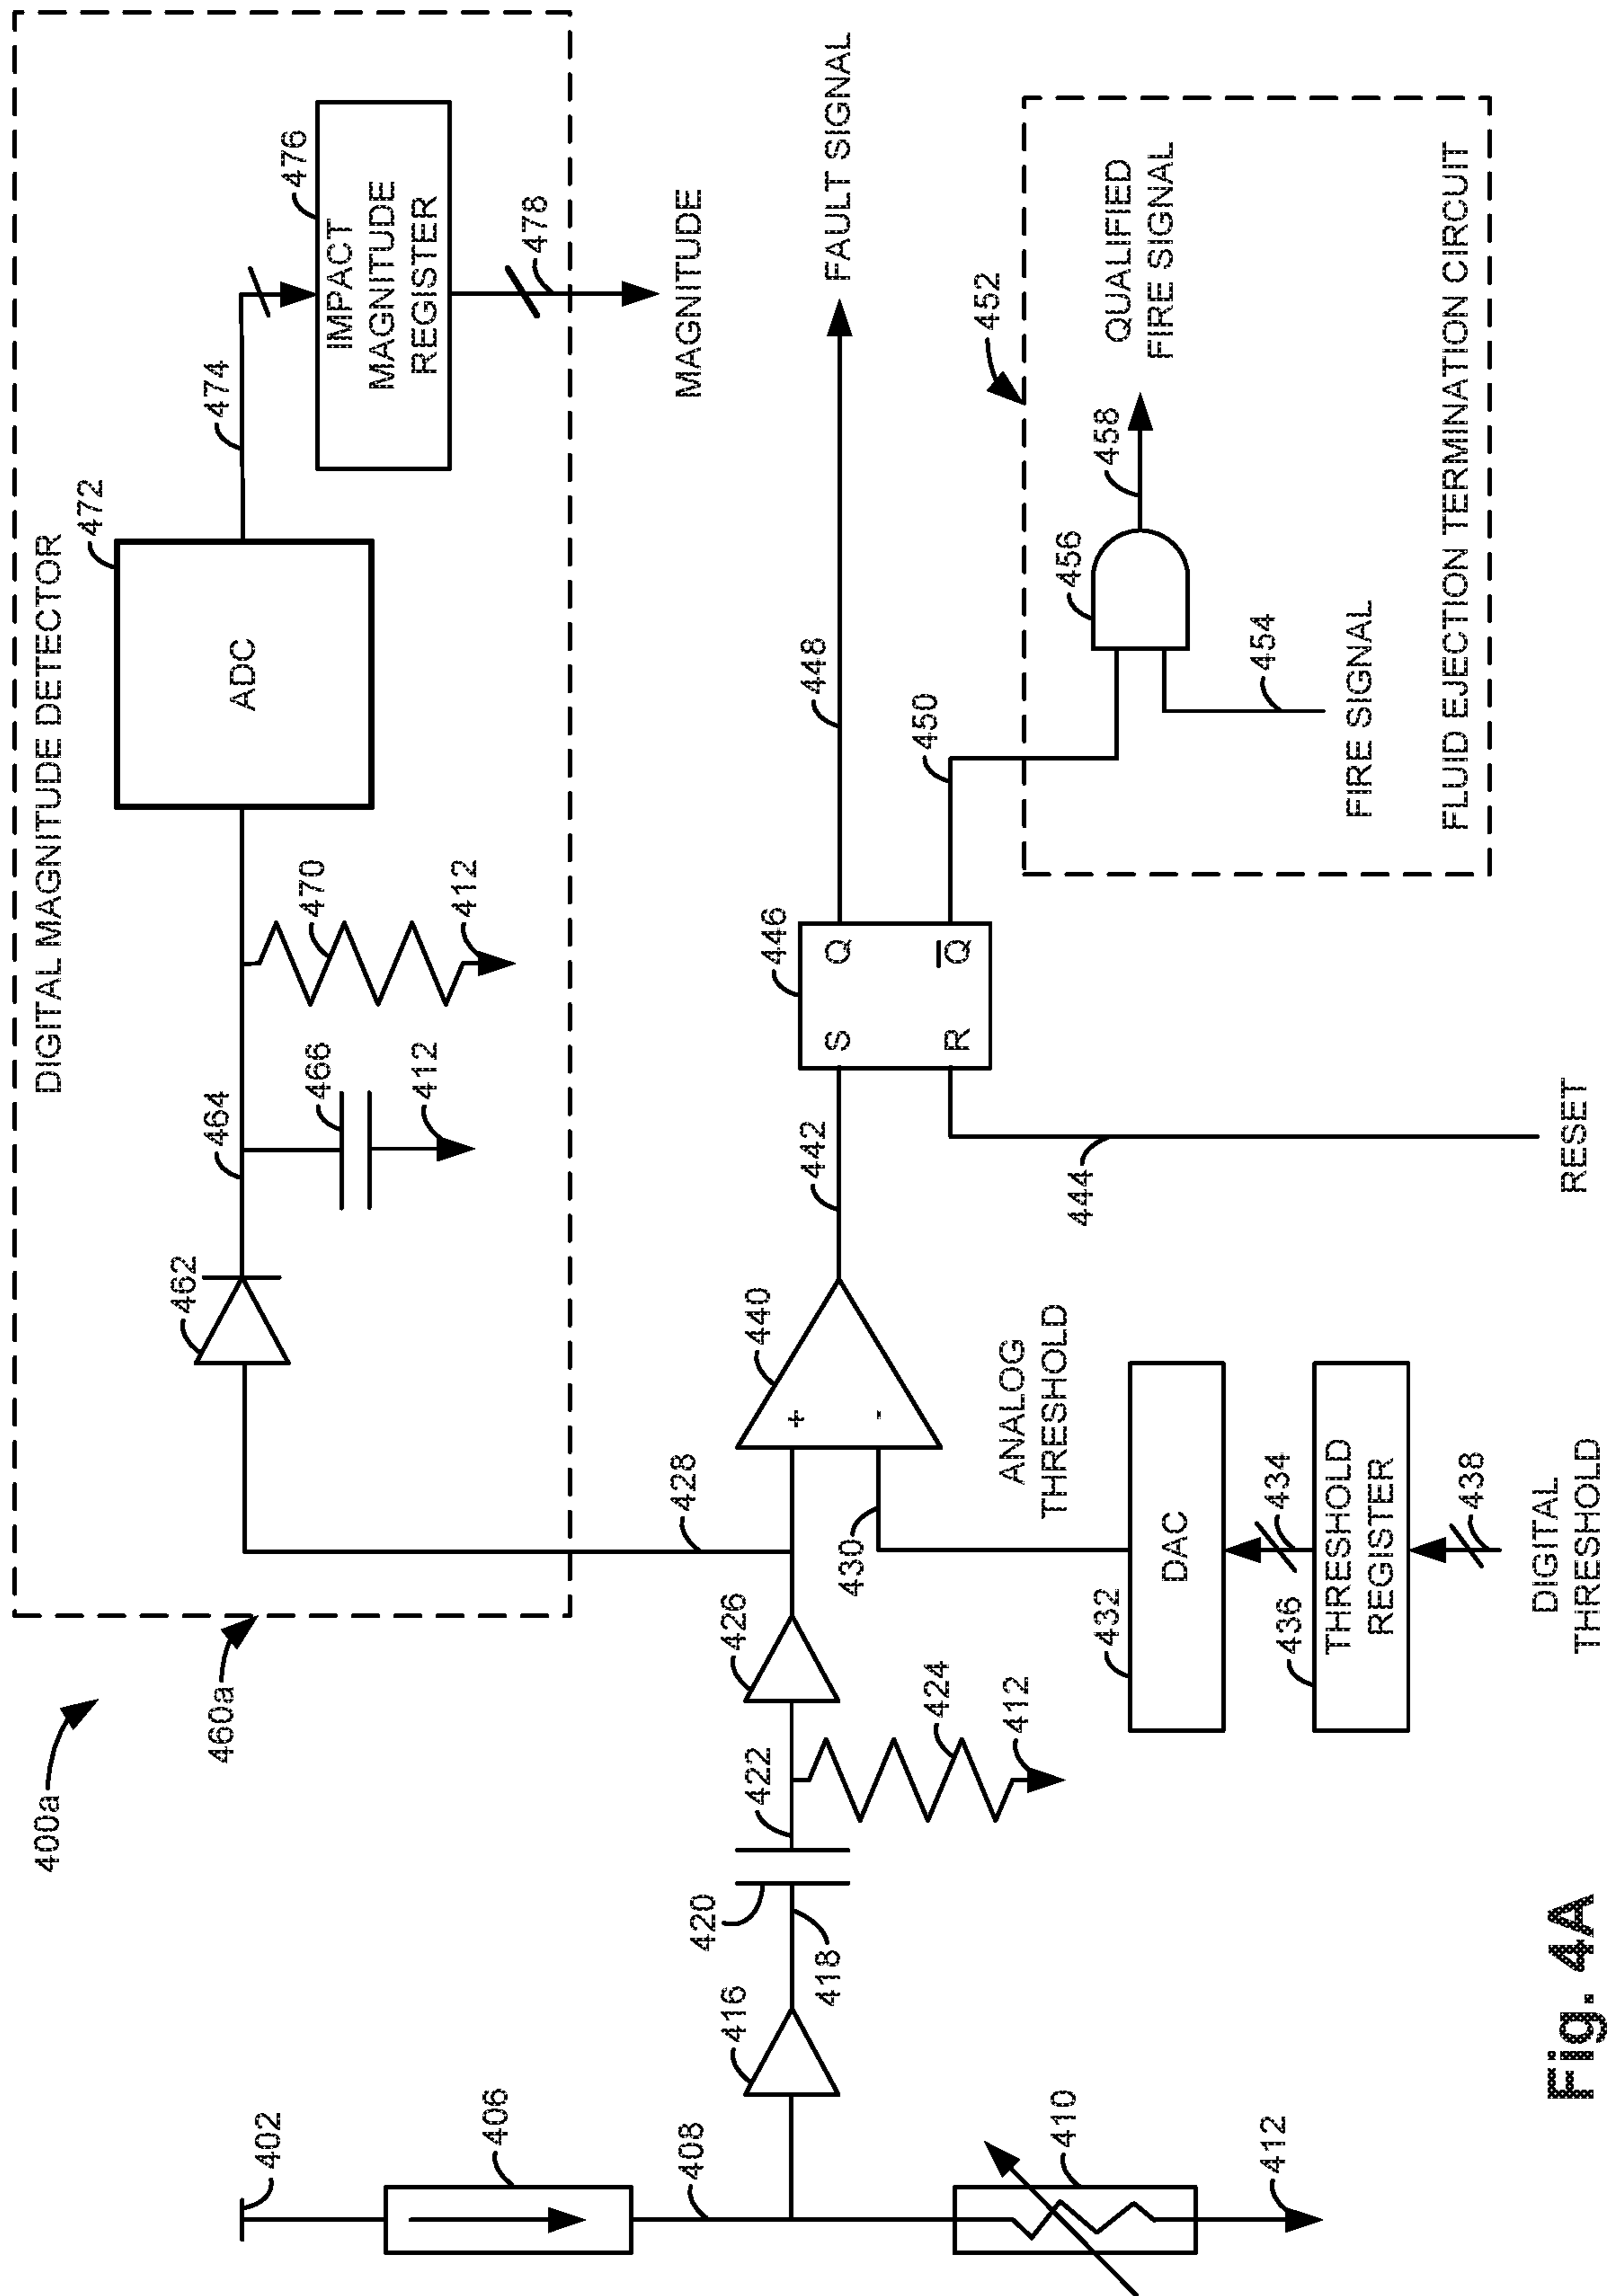 400a
460a
DIGITAL MAGNITUDE DETECTOR
462
464
466
412
470
412
472
ADC
474
476
IMPACT
MAGNITUDE
REGISTER
478
MAGNITUDE
402
406
408
410
412
416
418
420
422
424
412
426
428
430
440
+
-
ANALOG
THRESHOLD
432
DAC
434
436
THRESHOLD
REGISTER
438
DIGITAL
THRESHOLD
442
444
RESET
446
S
Q
R
Q̅
448
FAULT SIGNAL
450
452
454
FIRE SIGNAL
456
458
QUALIFIED
FIRE SIGNAL
FLUID EJECTION TERMINATION CIRCUIT
Fig. 4A